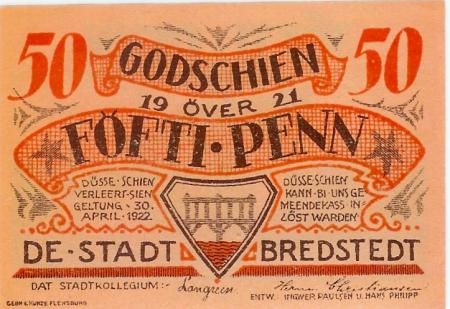 50 GODSCHIEN 50
19 ÖVER 21
FÖFTI·PENN
DÜSSE·SCHIEN
VERLEERT·SIEN
GELTUNG·30.
APRIL·1922.
DÜSSE SCHIEN
KANN·BI·UNS GE
MEENDEKASS·IN
LÖST WARDEN
DE·STADT BREDSTEDT
DAT STADTKOLLEGIUM:- Langreen
ENTW. INGWER PAULSEN U. HANS PHILIPP
GEBR E KUNZE FLENSBURG